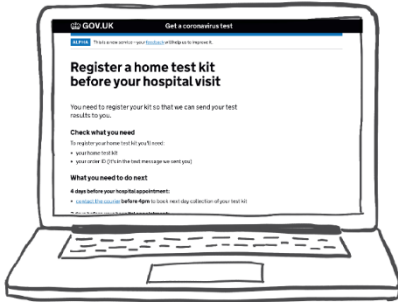 GOV.UK Get a coronavirus test
ALPHA This is a new service – your feedback will help us to improve it.
Register a home test kit
before your hospital visit
You need to register your kit so that we can send your test
results to you.
Check what you need
To register your home test kit you'll need:
• your home test kit
• your order ID (it's in the text message we sent you)
What you need to do next
4 days before your hospital appointment:
• contact the courier before 4pm to book next day collection of your test kit